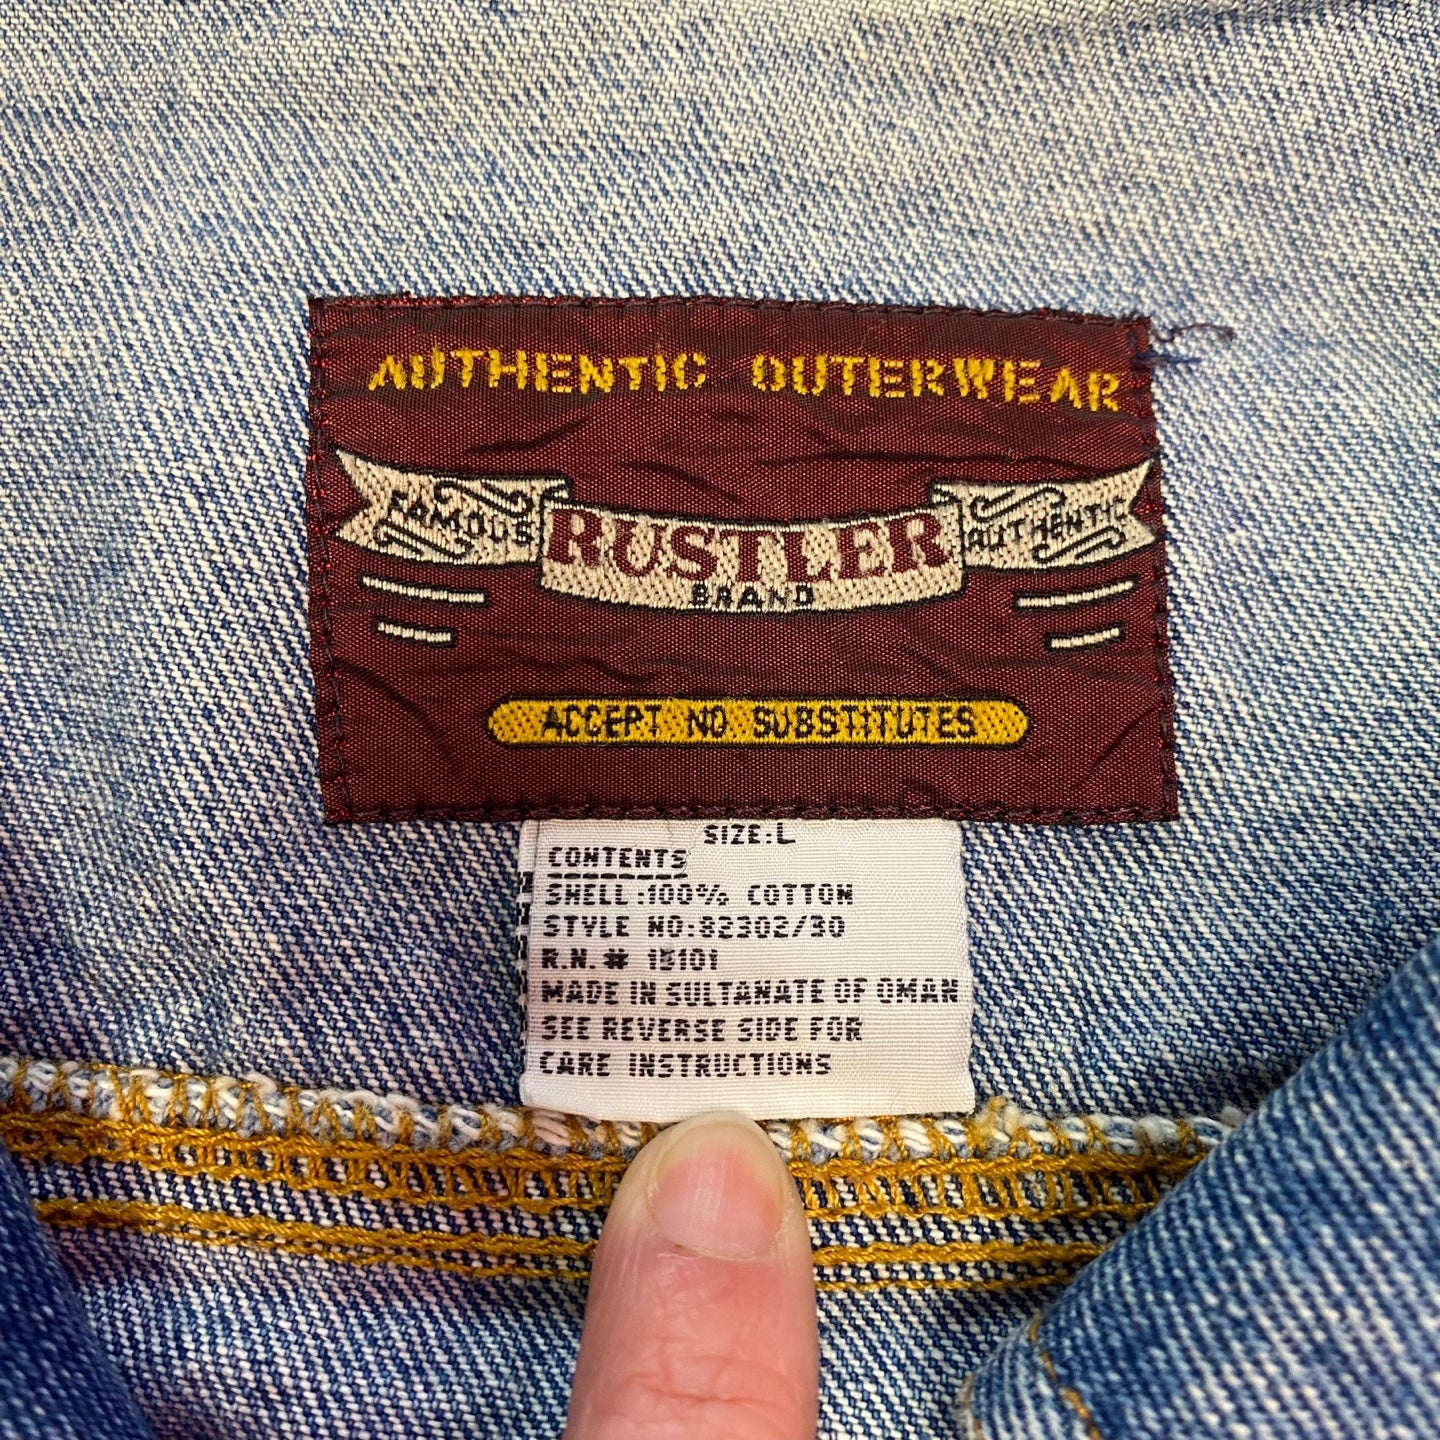 AUTHENTIC OUTERWEAR
FAMOUS RUSTLER AUTHENTIC
BRAND
ACCEPT NO SUBSTITUTES
SIZE: L
CONTENTS
SHELL :100% COTTON
STYLE NO:82302/30
R.N.# 15101
MADE IN SULTANATE OF OMAN
SEE REVERSE SIDE FOR
CARE INSTRUCTIONS